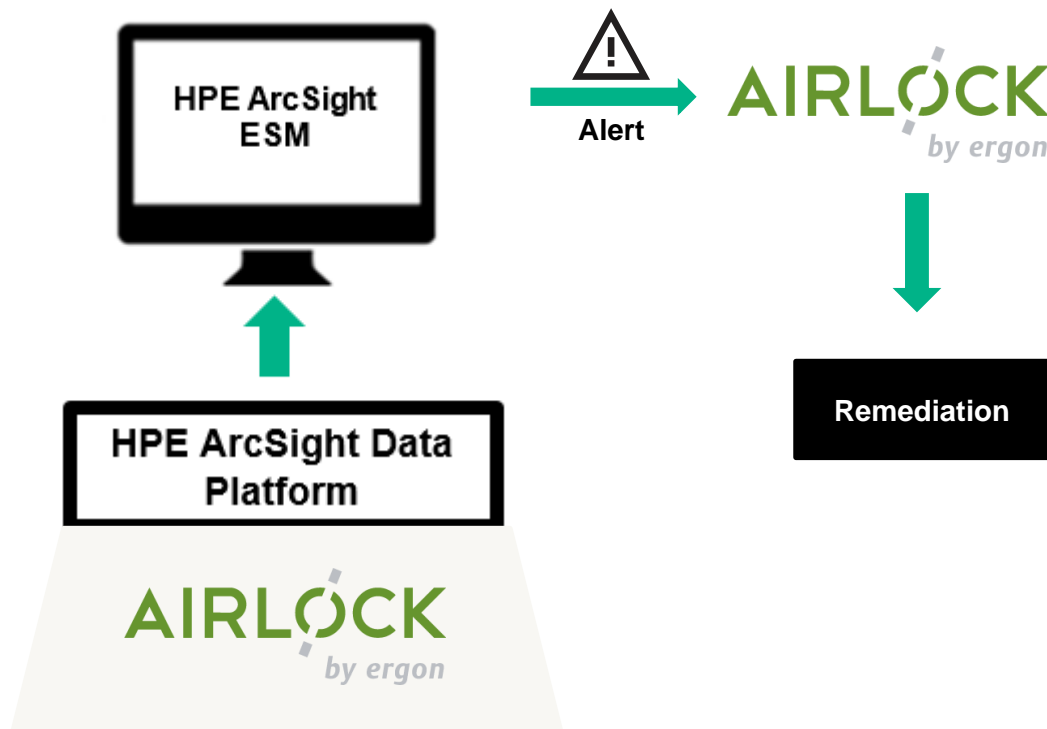 HPE ArcSight
ESM
Alert
AIRLOCK
by ergon
Remediation
HPE ArcSight Data
Platform
AIRLOCK
by ergon